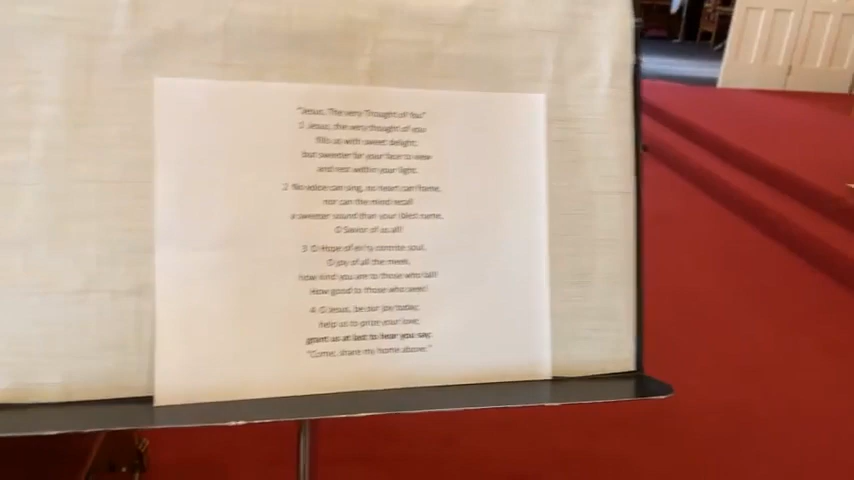 "Jesus, The very Thought of You"
1 Jesus, the very thought of you
fills us with sweet delight;
but sweeter far your face to view
and rest within your light.
2 No voice can sing, no heart can frame,
nor can the mind recall
a sweeter sound than your blest name,
O Savior of us all!
3 O Hope of ev'ry contrite soul,
O joy of all the meek,
how kind you are to those who fall!
How good to those who seek!
4 O Jesus, be our joy today;
help us to prize your love;
grant us at last to hear you say:
"Come, share my home above."